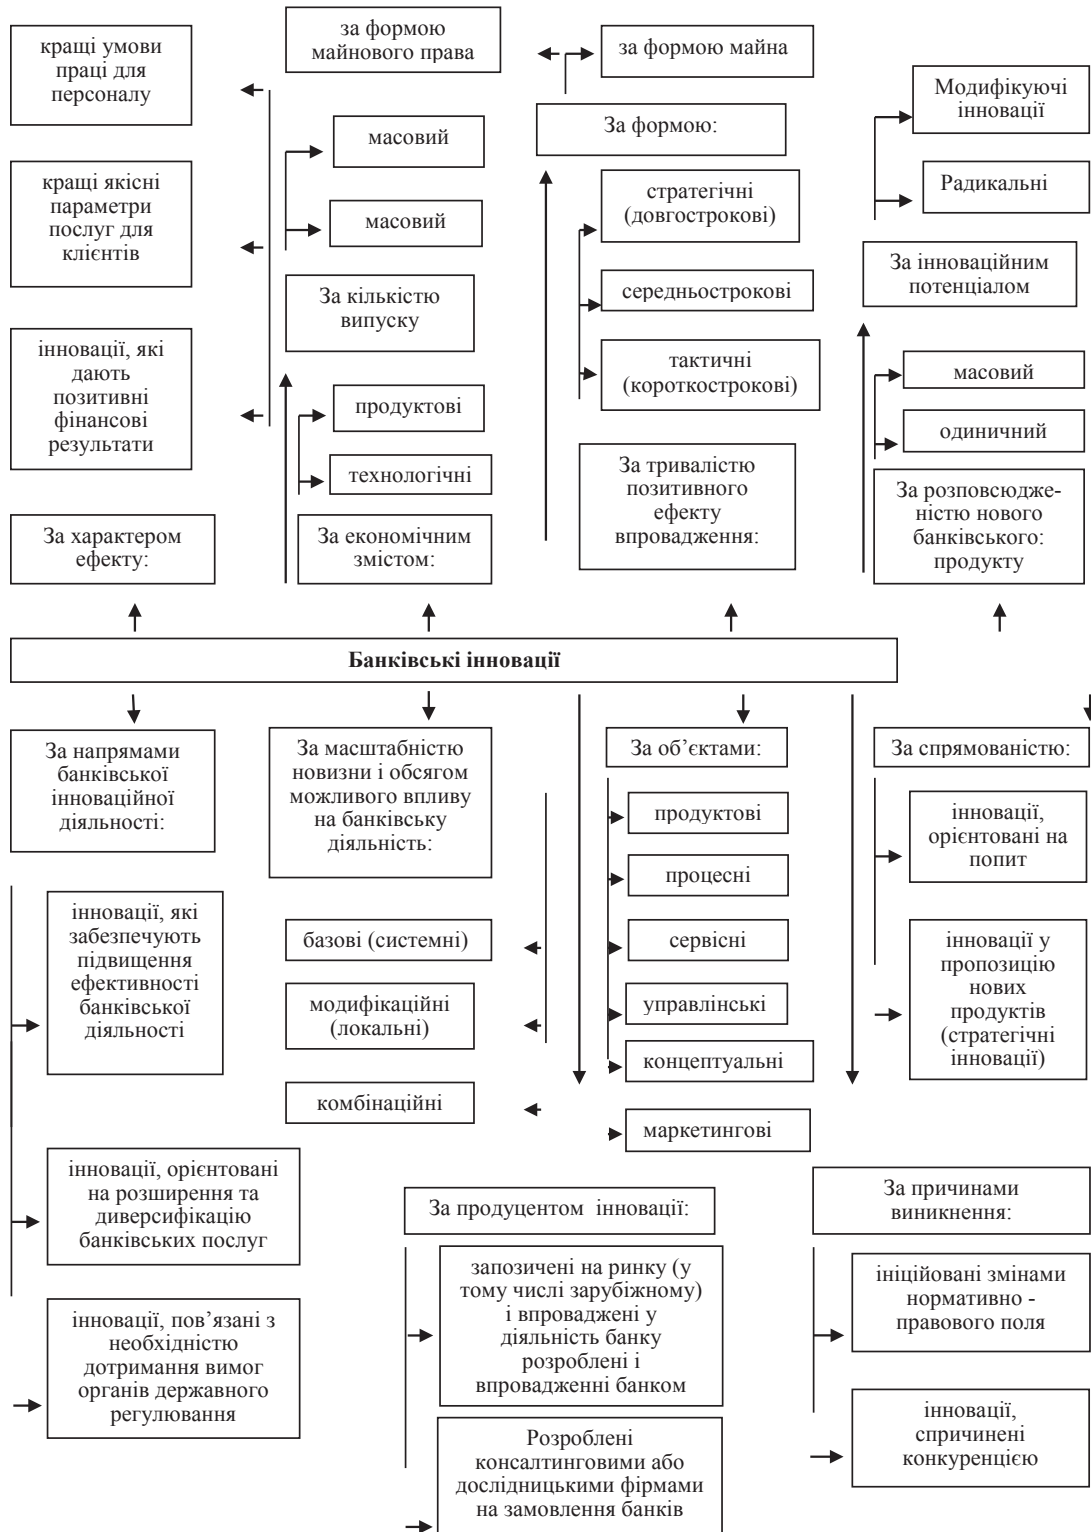 кращі умови
праці для
персоналу
кращі якісні
параметри
послуг для
клієнтів
інновації, які
дають
позитивні
фінансові
результати
За характером
ефекту:
за формою
майнового права
масовий
масовий
За кількістю
випуску
продуктові
технологічні
За економічним
змістом:
за формою майна
За формою:
стратегічні
(довгострокові)
середньострокові
тактичні
(короткострокові)
За тривалістю
позитивного
ефекту
впровадження:
Модифікуючі
інновації
Радикальні
За інноваційним
потенціалом
масовий
одиничний
За розповсюдже-
ністю нового
банківського:
продукту
Банківські інновації
За напрямами
банківської
інноваційної
діяльності:
інновації, які
забезпечують
підвищення
ефективності
банківської
діяльності
інновації, орієнтовані
на розширення та
диверсифікацію
банківських послуг
інновації, пов’язані з
необхідністю
дотримання вимог
органів державного
регулювання
За масштабністю
новизни і обсягом
можливого впливу
на банківську
діяльність:
базові (системні)
модифікаційні
(локальні)
комбінаційні
За об’єктами:
продуктові
процесні
сервісні
управлінські
концептуальні
маркетингові
За спрямованістю:
інновації,
орієнтовані на
попит
інновації у
пропозицію
нових
продуктів
(стратегічні
інновації)
За продуцентом інновації:
запозичені на ринку (у
тому числі зарубіжному)
і впроваджені у
діяльність банку
розроблені і
впровадженні банком
Розроблені
консалтинговими або
дослідницькими фірмами
на замовлення банків
За причинами
виникнення:
ініційовані змінами
нормативно -
правового поля
інновації,
спричинені
конкуренцією